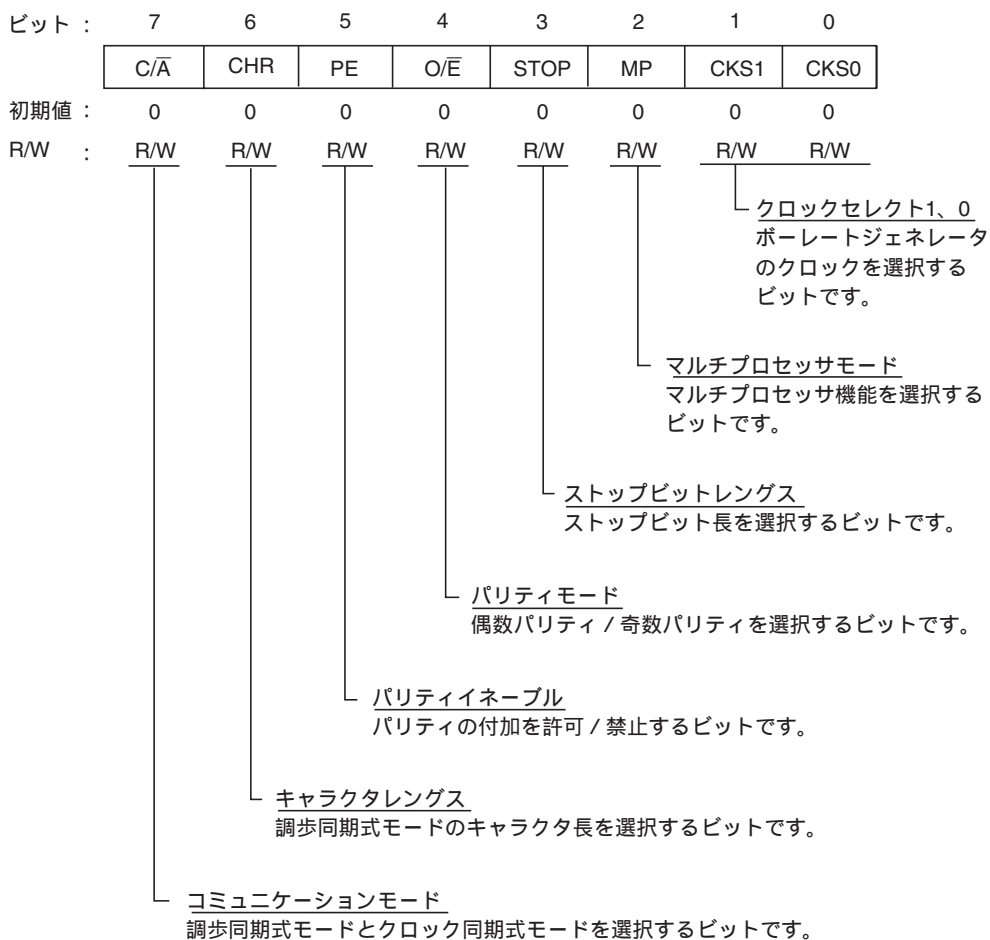 ビット : 7 6 5 4 3 2 1 0
C/A̅ CHR PE O/E̅ STOP MP CKS1 CKS0
初期値 : 0 0 0 0 0 0 0 0
R/W : R/W R/W R/W R/W R/W R/W R/W R/W
クロックセレクト1、0
ボーレートジェネレータ
のクロックを選択する
ビットです。
マルチプロセッサモード
マルチプロセッサ機能を選択する
ビットです。
ストップビットレングス
ストップビット長を選択するビットです。
パリティモード
偶数パリティ / 奇数パリティを選択するビットです。
パリティイネーブル
パリティの付加を許可 / 禁止するビットです。
キャラクタレングス
調歩同期式モードのキャラクタ長を選択するビットです。
コミュニケーションモード
調歩同期式モードとクロック同期式モードを選択するビットです。